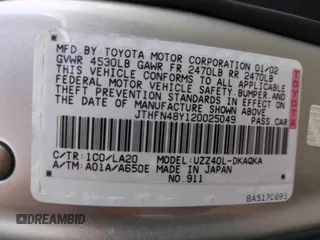 MFD. BY: TOYOTA MOTOR CORPORATION 01/02
GVWR 4530LB GAWR FR 2470LB RR 2470LB
THIS VEHICLE CONFORMS TO ALL APPLICABLE
FEDERAL MOTOR VEHICLE SAFETY, BUMPER, AND
THEFT PREVENTION STANDARDS IN EFFECT ON
THE DATE OF MANUFACTURE SHOWN ABOVE.
JTHFN48Y120025049 PASS. CAR
C/TR: 1C0/LA20 MODEL: UZZ40L-DKAQKA
A/TM: A01A/A650E MADE IN JAPAN
NO. 911
BA5170693
TOYOTA
DREAMBID